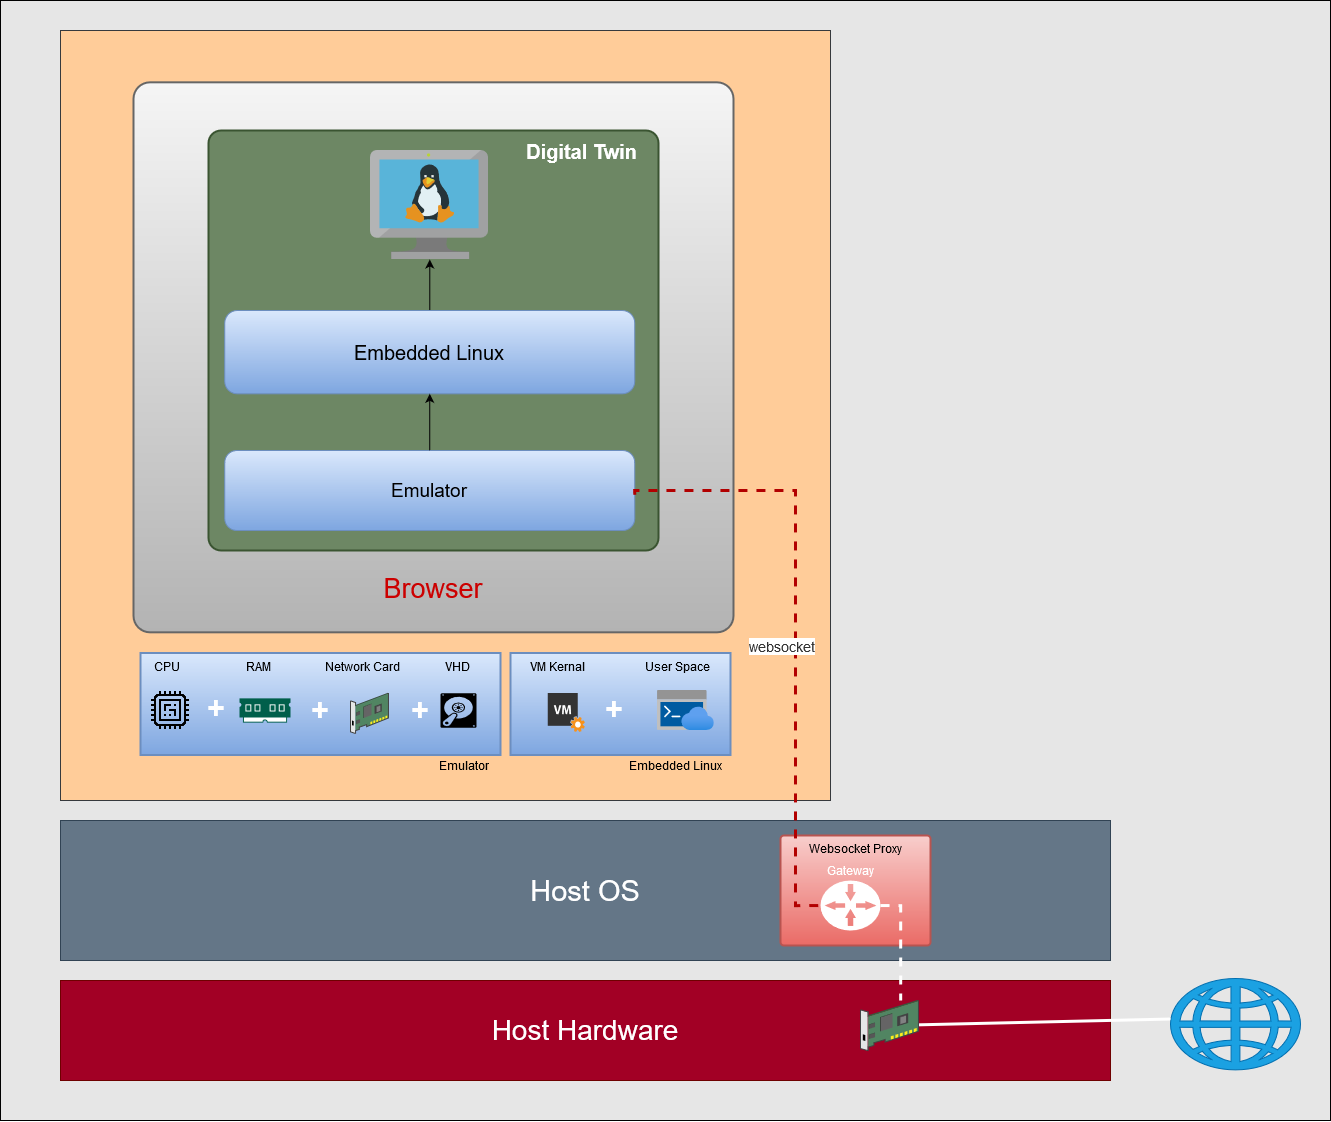 Digital Twin
Embedded Linux
Emulator
Browser
websocket
CPU
RAM
Network Card
VHD
VM Kernal
User Space
VM
>_
Emulator
Embedded Linux
Websocket Proxy
Gateway
Host OS
Host Hardware